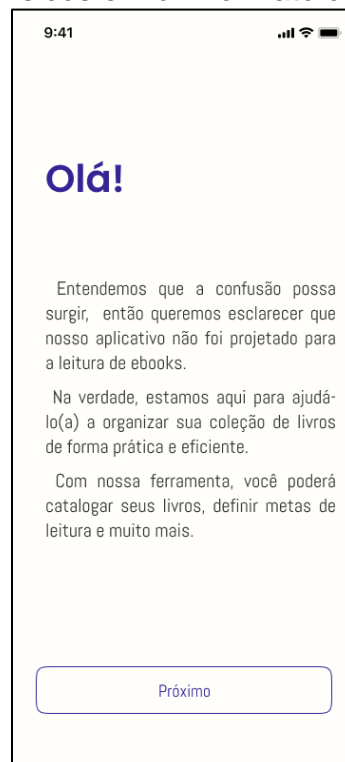 9:41
Olá!
Entendemos que a confusão possa
surgir, então queremos esclarecer que
nosso aplicativo não foi projetado para
a leitura de ebooks.
Na verdade, estamos aqui para ajudá-
lo(a) a organizar sua coleção de livros
de forma prática e eficiente.
Com nossa ferramenta, você poderá
catalogar seus livros, definir metas de
leitura e muito mais.
Próximo